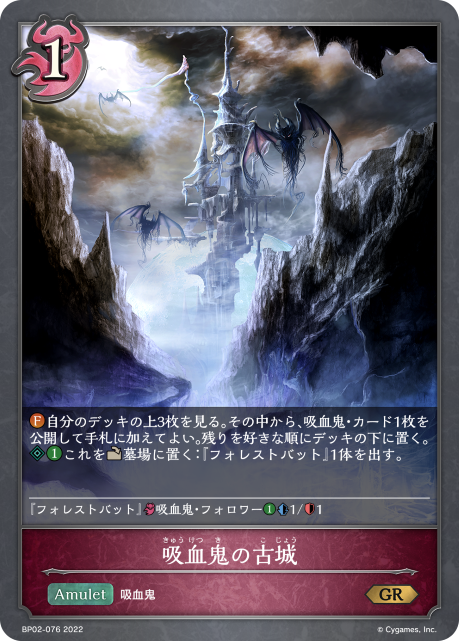 1
F 自分のデッキの上3枚を見る。その中から、吸血鬼・カード1枚を
公開して手札に加えてよい。残りを好きな順にデッキの下に置く。
1 これを墓場に置く:『フォレストバット』1体を出す。
『フォレストバット』吸血鬼・フォロワー 1 1/1
きゅうけつき こじょう
吸血鬼の古城
Amulet 吸血鬼 GR
BP02-076 2022 © Cygames, Inc.